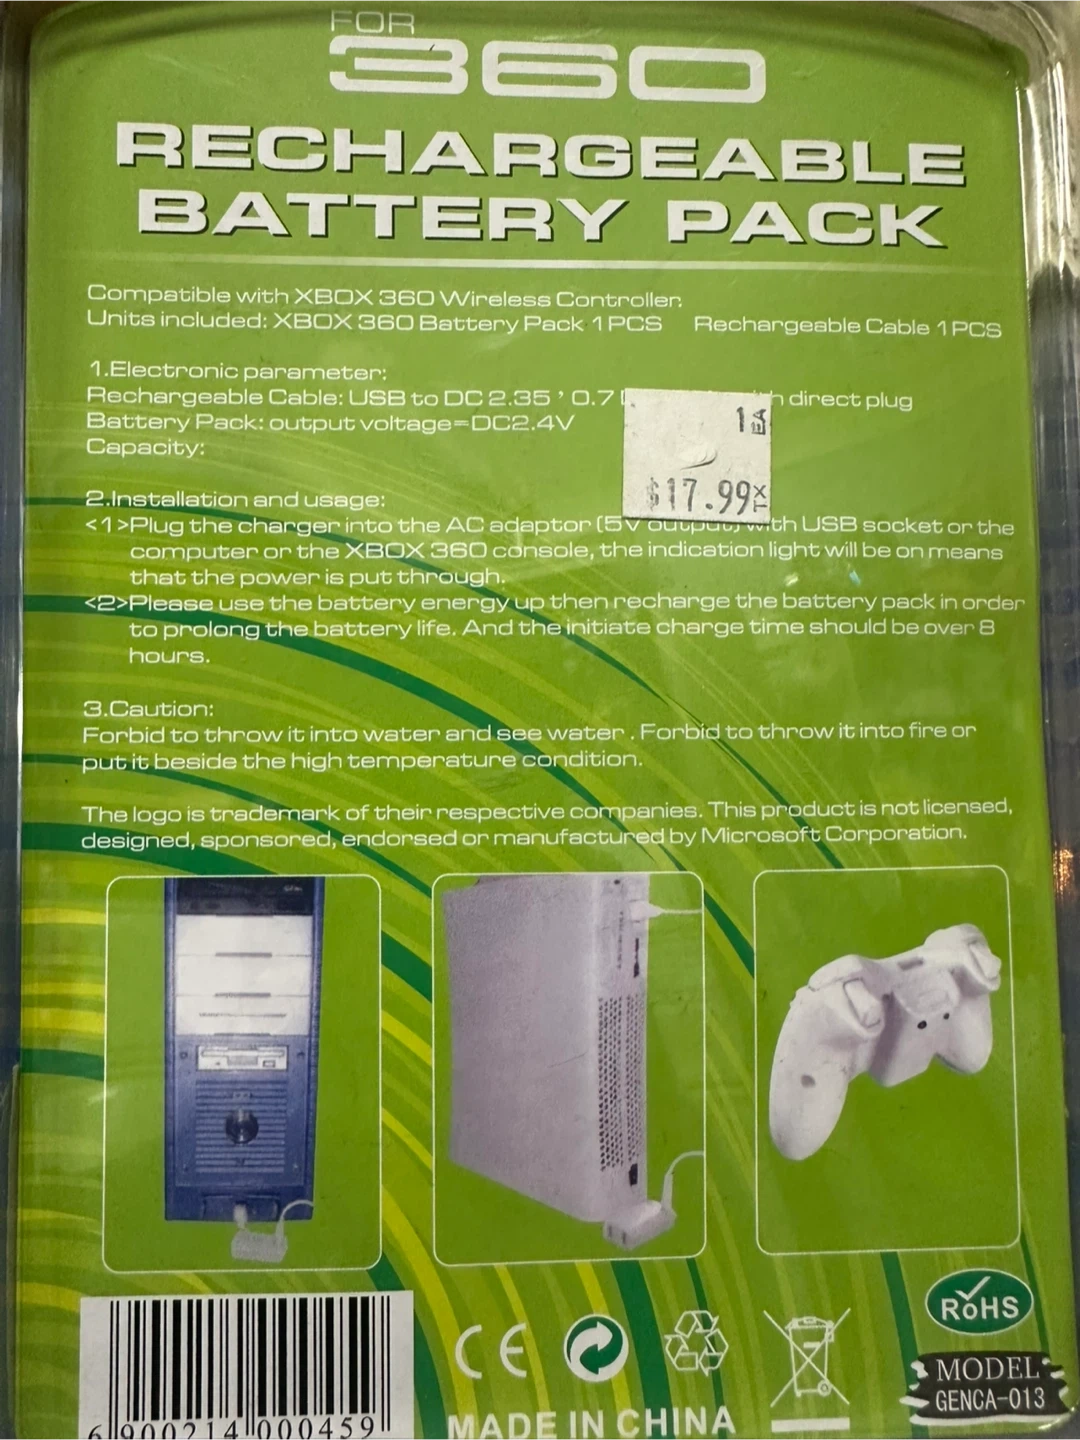 FOR
360
RECHARGEABLE
BATTERY PACK
Compatible with XBOX 360 Wireless Controller.
Units included: XBOX 360 Battery Pack 1 PCS Rechargeable Cable 1 PCS
1.Electronic parameter:
Rechargeable Cable: USB to DC 2.35 ' 0.7 direct plug
Battery Pack: output voltage=DC2.4V
Capacity:
1 EA
$17.99 TX
2.Installation and usage:
<1>Plug the charger into the AC adaptor (5V output) with USB socket or the
computer or the XBOX 360 console, the indication light will be on means
that the power is put through.
<2>Please use the battery energy up then recharge the battery pack in order
to prolong the battery life. And the initiate charge time should be over 8
hours.
3.Caution:
Forbid to throw it into water and see water . Forbid to throw it into fire or
put it beside the high temperature condition.
The logo is trademark of their respective companies. This product is not licensed,
designed, sponsored, endorsed or manufactured by Microsoft Corporation.
CE
RoHS
MODEL
GENCA-013
6 900214 000459
MADE IN CHINA